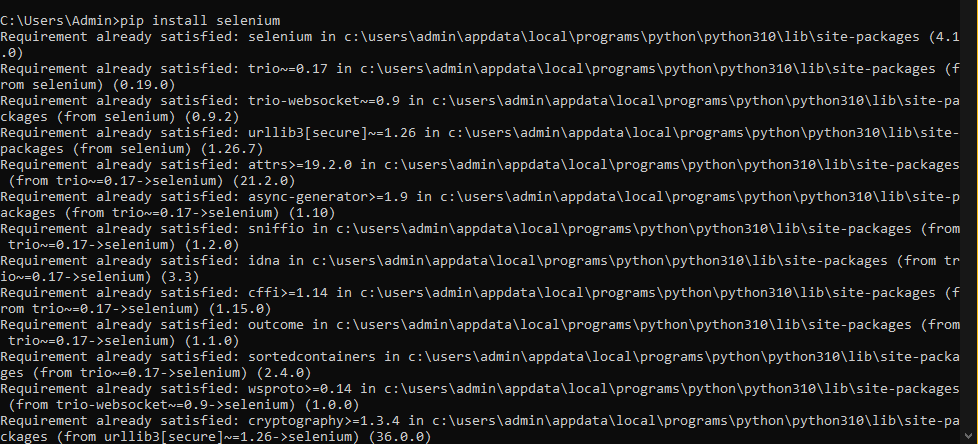 C:\Users\Admin>pip install selenium
Requirement already satisfied: selenium in c:\users\admin\appdata\local\programs\python\python310\lib\site-packages (4.1
.0)
Requirement already satisfied: trio~=0.17 in c:\users\admin\appdata\local\programs\python\python310\lib\site-packages (f
rom selenium) (0.19.0)
Requirement already satisfied: trio-websocket~=0.9 in c:\users\admin\appdata\local\programs\python\python310\lib\site-pa
ckages (from selenium) (0.9.2)
Requirement already satisfied: urllib3[secure]~=1.26 in c:\users\admin\appdata\local\programs\python\python310\lib\site-
packages (from selenium) (1.26.7)
Requirement already satisfied: attrs>=19.2.0 in c:\users\admin\appdata\local\programs\python\python310\lib\site-packages
 (from trio~=0.17->selenium) (21.2.0)
Requirement already satisfied: async-generator>=1.9 in c:\users\admin\appdata\local\programs\python\python310\lib\site-p
ackages (from trio~=0.17->selenium) (1.10)
Requirement already satisfied: sniffio in c:\users\admin\appdata\local\programs\python\python310\lib\site-packages (from
 trio~=0.17->selenium) (1.2.0)
Requirement already satisfied: idna in c:\users\admin\appdata\local\programs\python\python310\lib\site-packages (from tr
io~=0.17->selenium) (3.3)
Requirement already satisfied: cffi>=1.14 in c:\users\admin\appdata\local\programs\python\python310\lib\site-packages (f
rom trio~=0.17->selenium) (1.15.0)
Requirement already satisfied: outcome in c:\users\admin\appdata\local\programs\python\python310\lib\site-packages (from
 trio~=0.17->selenium) (1.1.0)
Requirement already satisfied: sortedcontainers in c:\users\admin\appdata\local\programs\python\python310\lib\site-packa
ges (from trio~=0.17->selenium) (2.4.0)
Requirement already satisfied: wsproto>=0.14 in c:\users\admin\appdata\local\programs\python\python310\lib\site-packages
 (from trio-websocket~=0.9->selenium) (1.0.0)
Requirement already satisfied: cryptography>=1.3.4 in c:\users\admin\appdata\local\programs\python\python310\lib\site-pa
ckages (from urllib3[secure]~=1.26->selenium) (36.0.0)